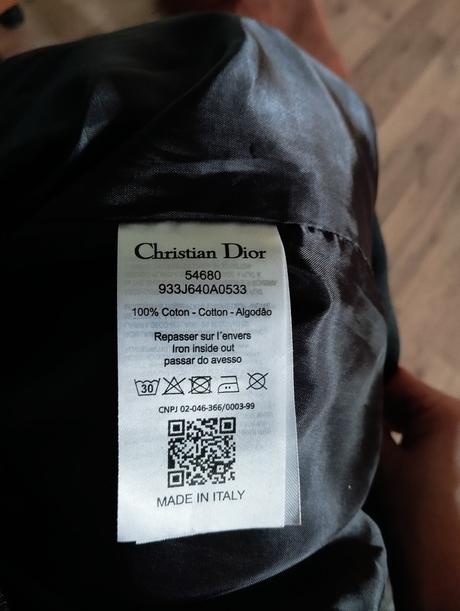 Christian Dior
54680
933J640A0533
100% Coton - Cotton - Algodão
Repasser sur l'envers
Iron inside out
passar do avesso
30
CNPJ 02-046-366/0003-99
MADE IN ITALY